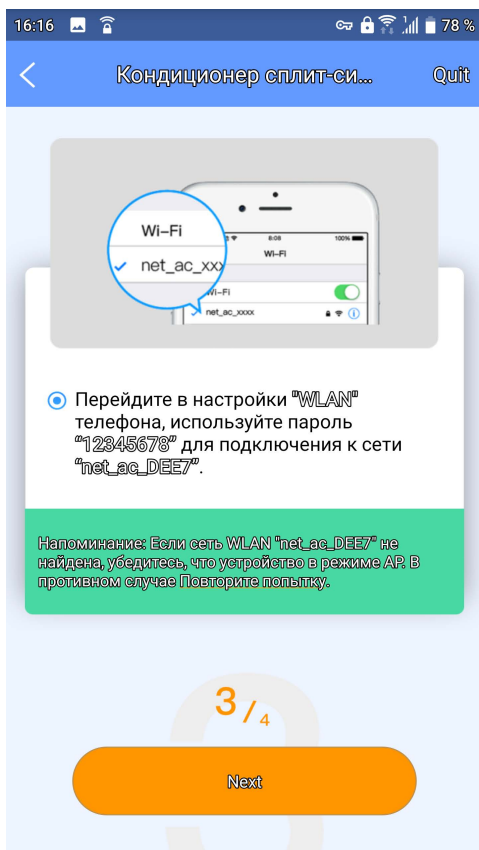 16:16 78 %
Кондиционер сплит-си... Quit
8:08 100%
Wi-Fi
Wi-Fi
net_ac_xxx
Wi-Fi
net_ac_xxxx
Перейдите в настройки "WLAN"
телефона, используйте пароль
"12345678" для подключения к сети
"net_ac_DEE7".
Напоминание: Если сеть WLAN "net_ac_DEE7" не
найдена, убедитесь, что устройство в режиме AP. В
противном случае Повторите попытку.
3/4
Next